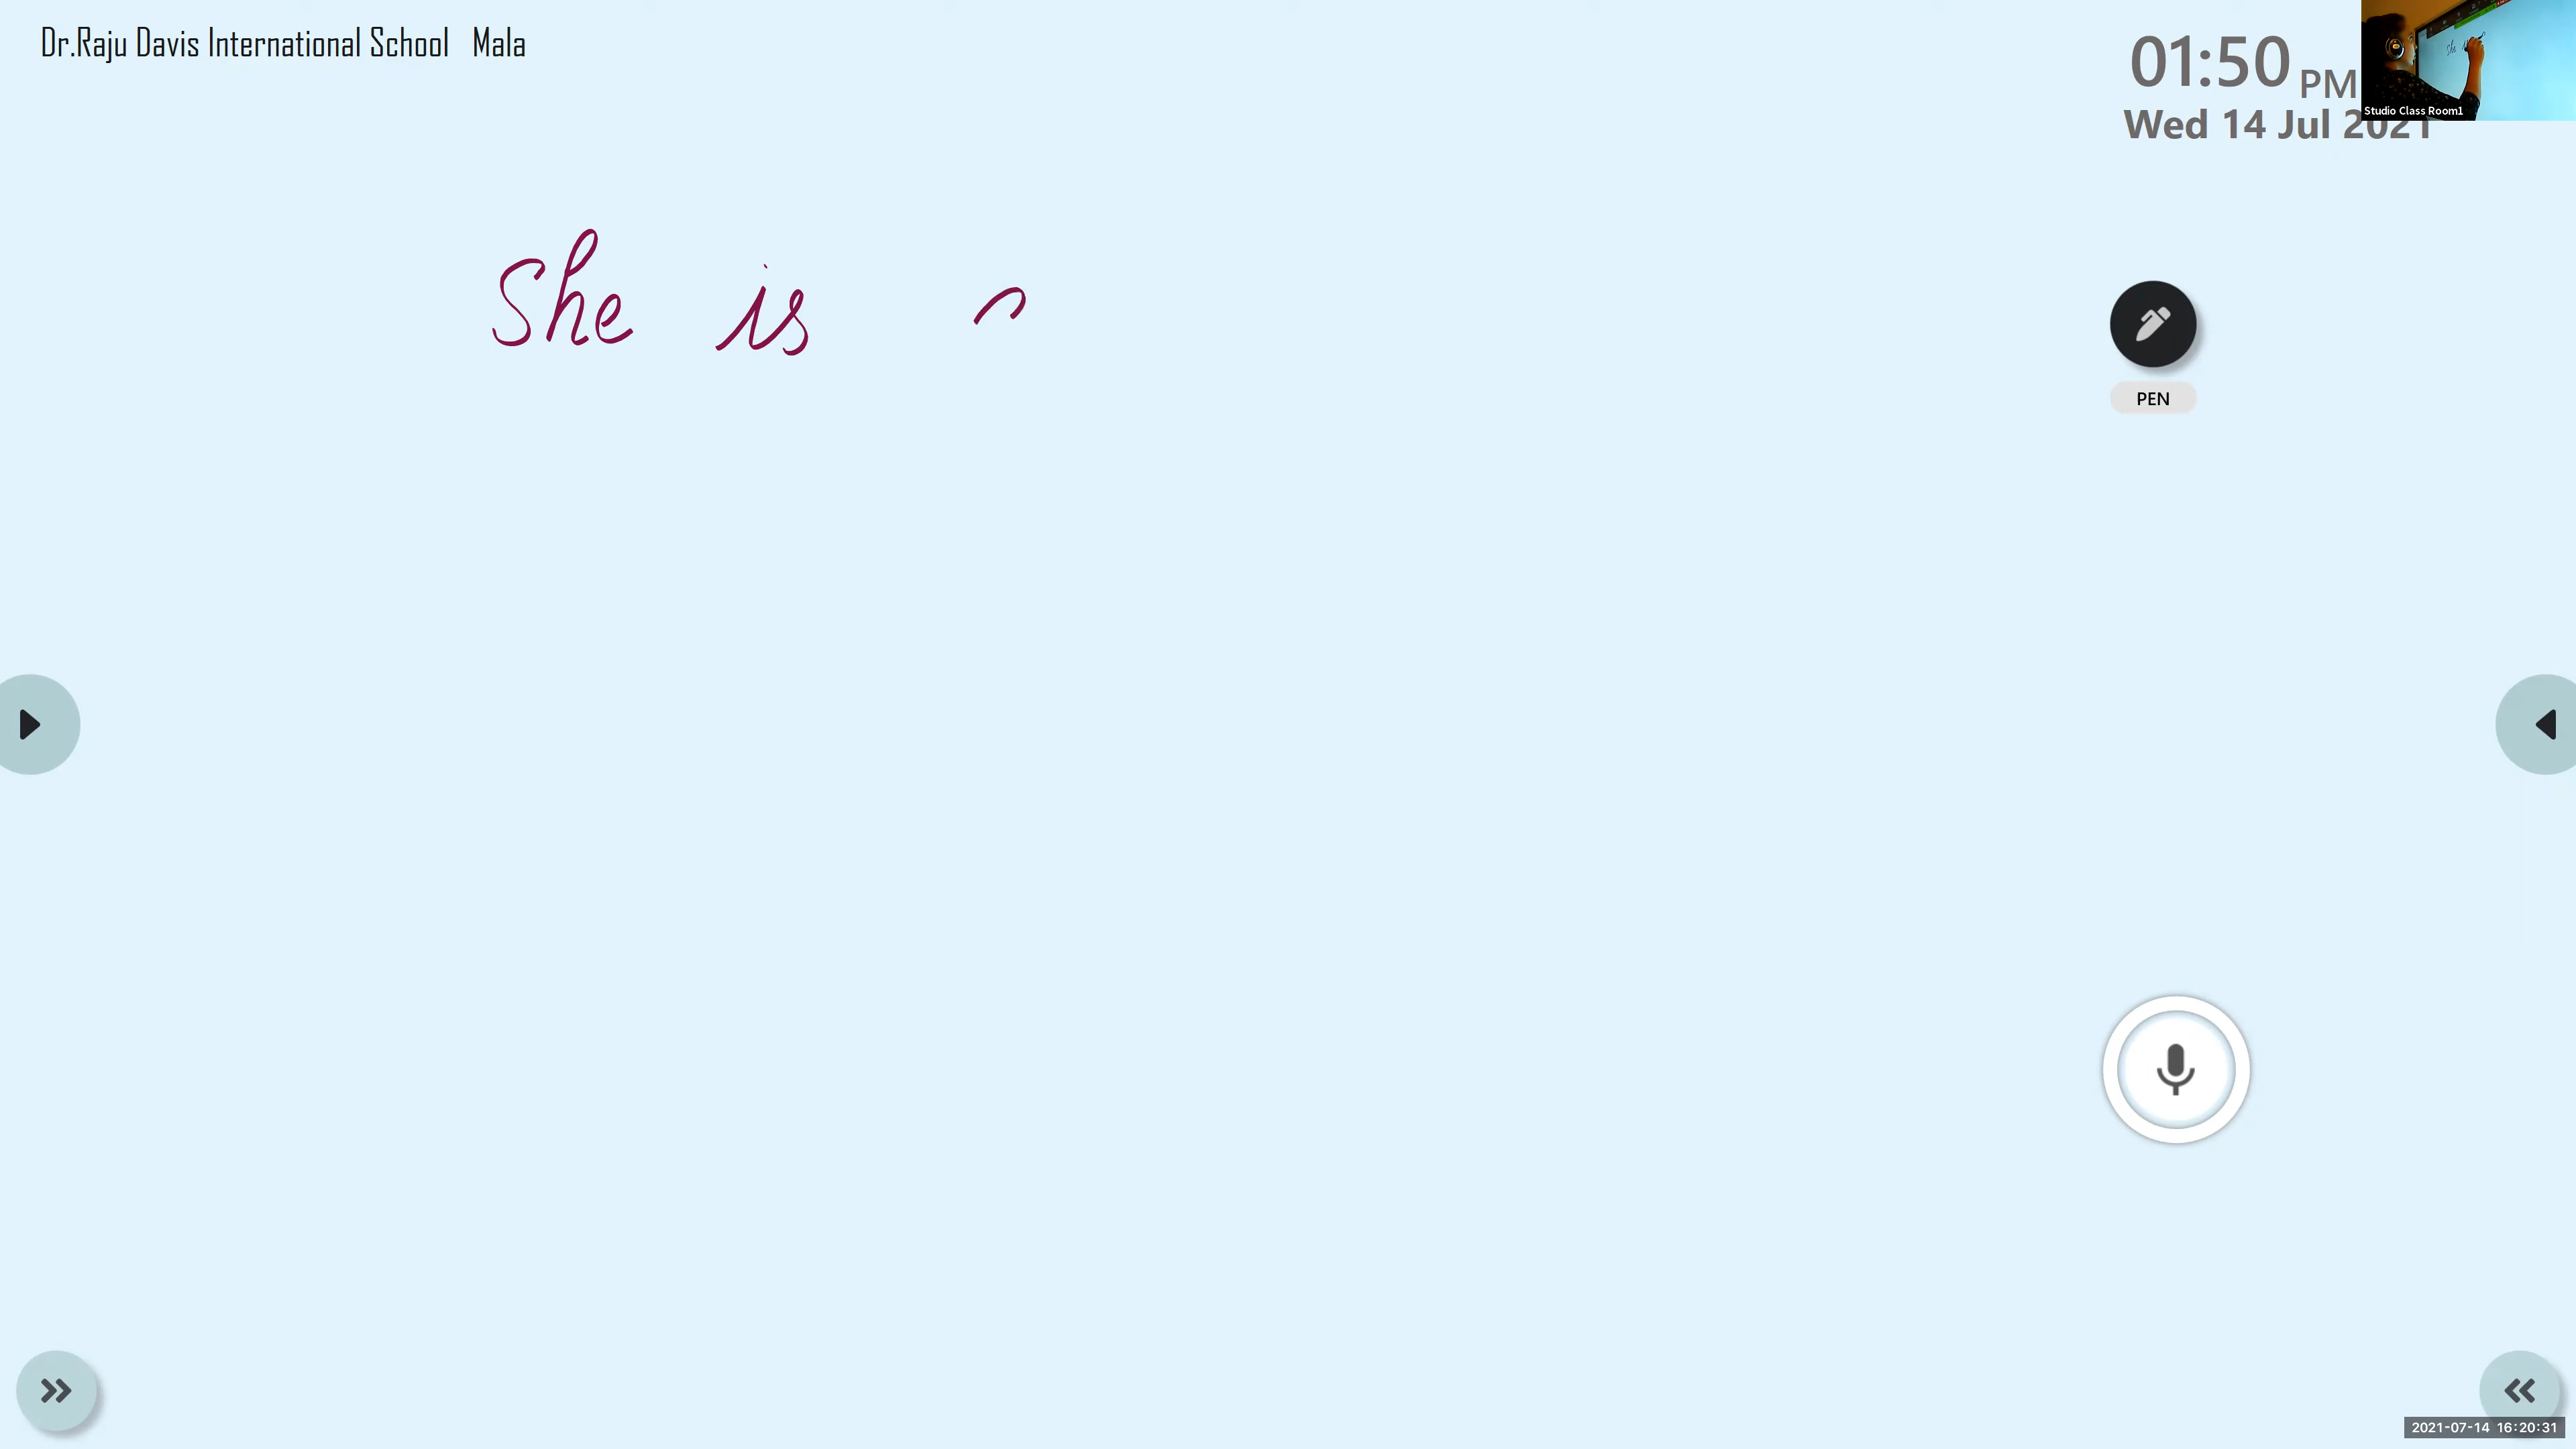 Dr.Raju Davis International School Mala
01:50 PM
Wed 14 Jul 2021
Studio Class Room1
She is
PEN
2021-07-14 16:20:31